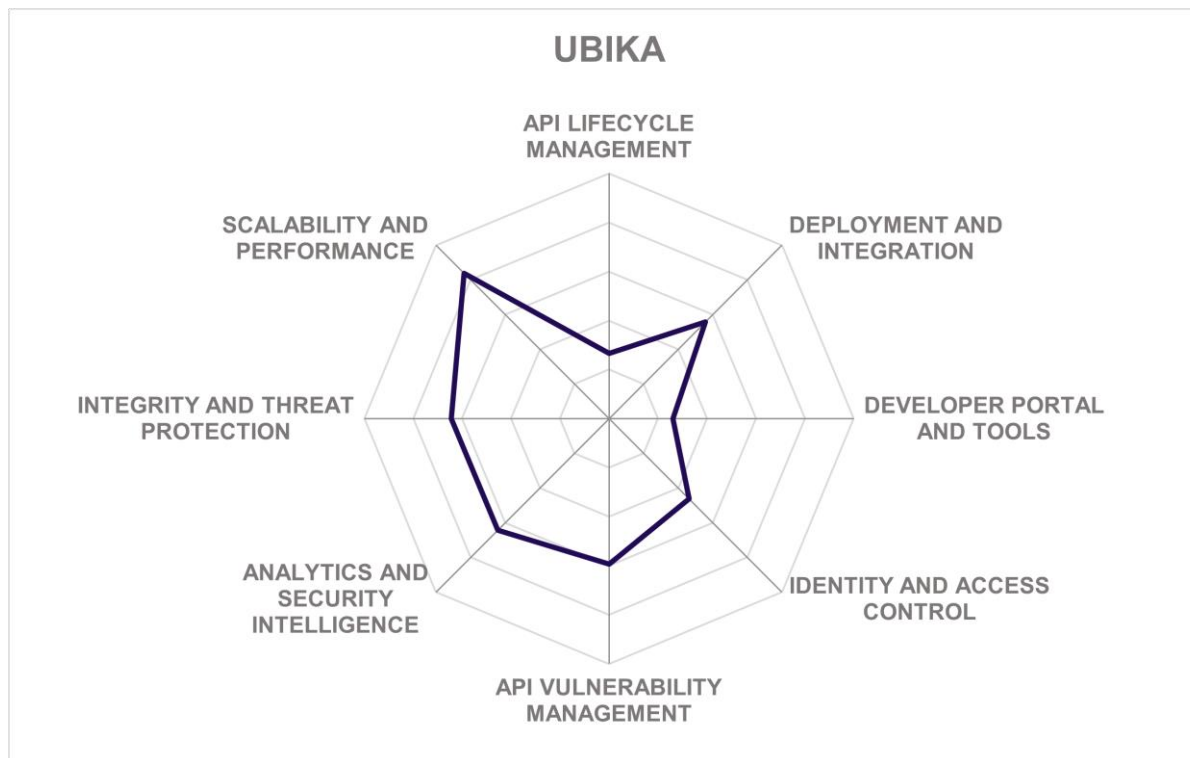 UBIKA
API LIFECYCLE
MANAGEMENT
DEPLOYMENT AND
INTEGRATION
DEVELOPER PORTAL
AND TOOLS
IDENTITY AND ACCESS
CONTROL
API VULNERABILITY
MANAGEMENT
ANALYTICS AND
SECURITY
INTELLIGENCE
INTEGRITY AND THREAT
PROTECTION
SCALABILITY AND
PERFORMANCE